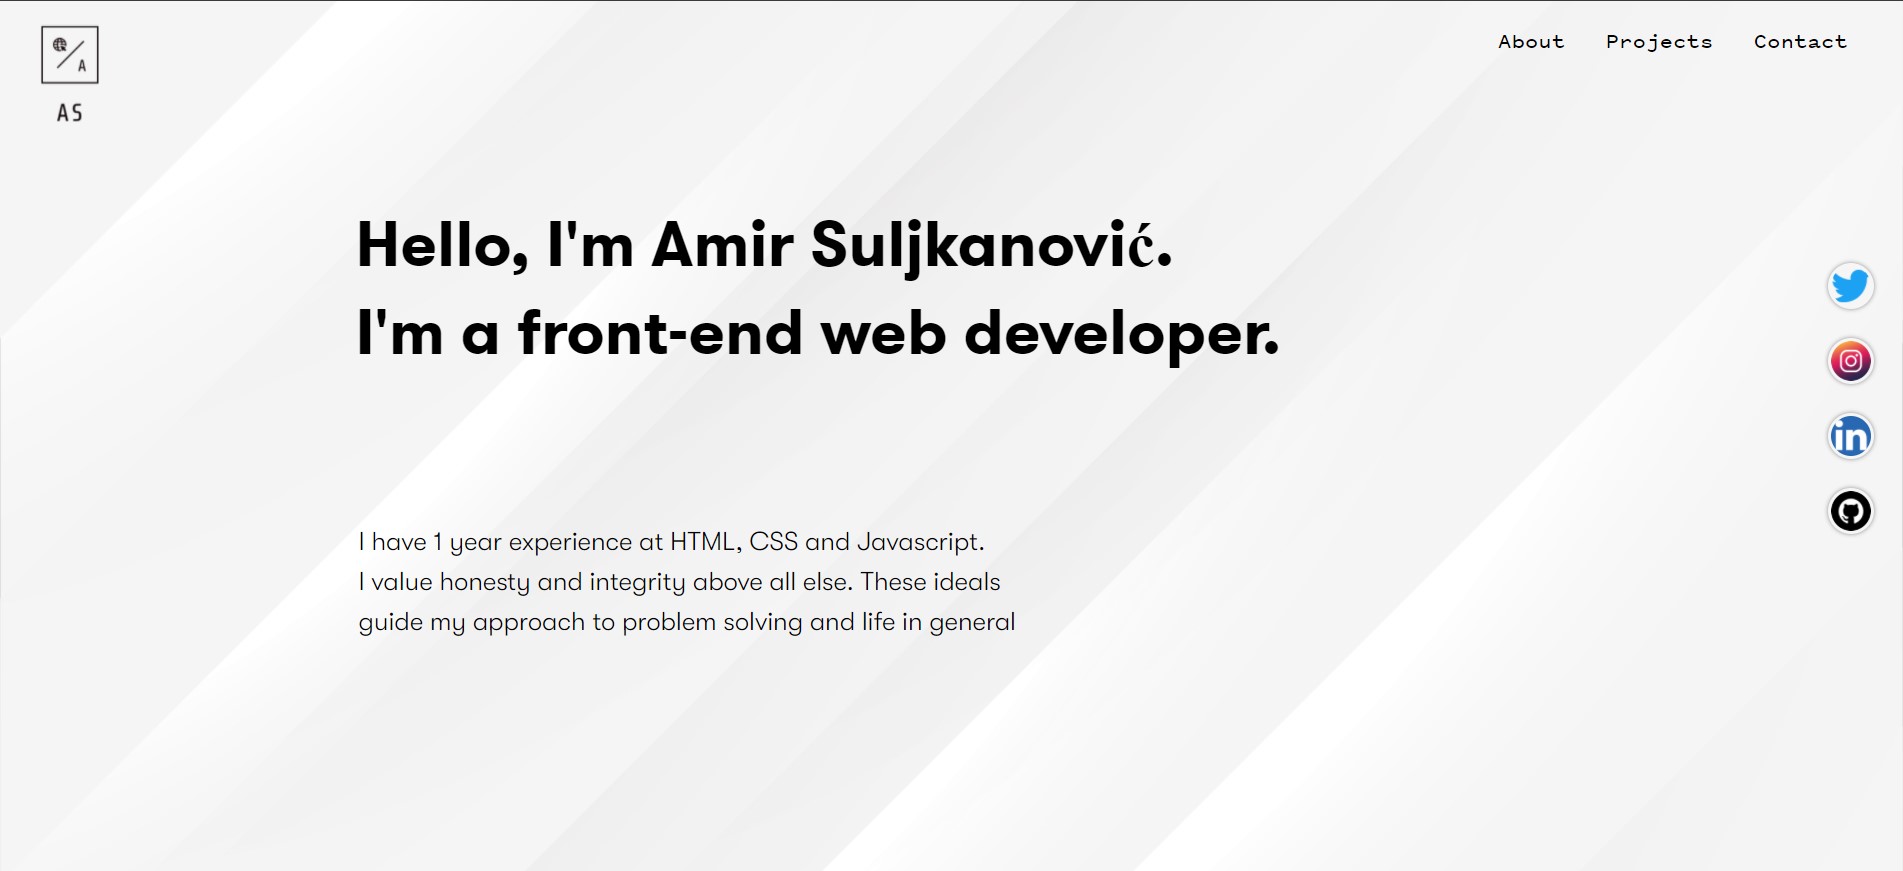 A
AS
About Projects Contact
Hello, I'm Amir Suljkanović.
I'm a front-end web developer.
in
I have 1 year experience at HTML, CSS and Javascript.
I value honesty and integrity above all else. These ideals
guide my approach to problem solving and life in general